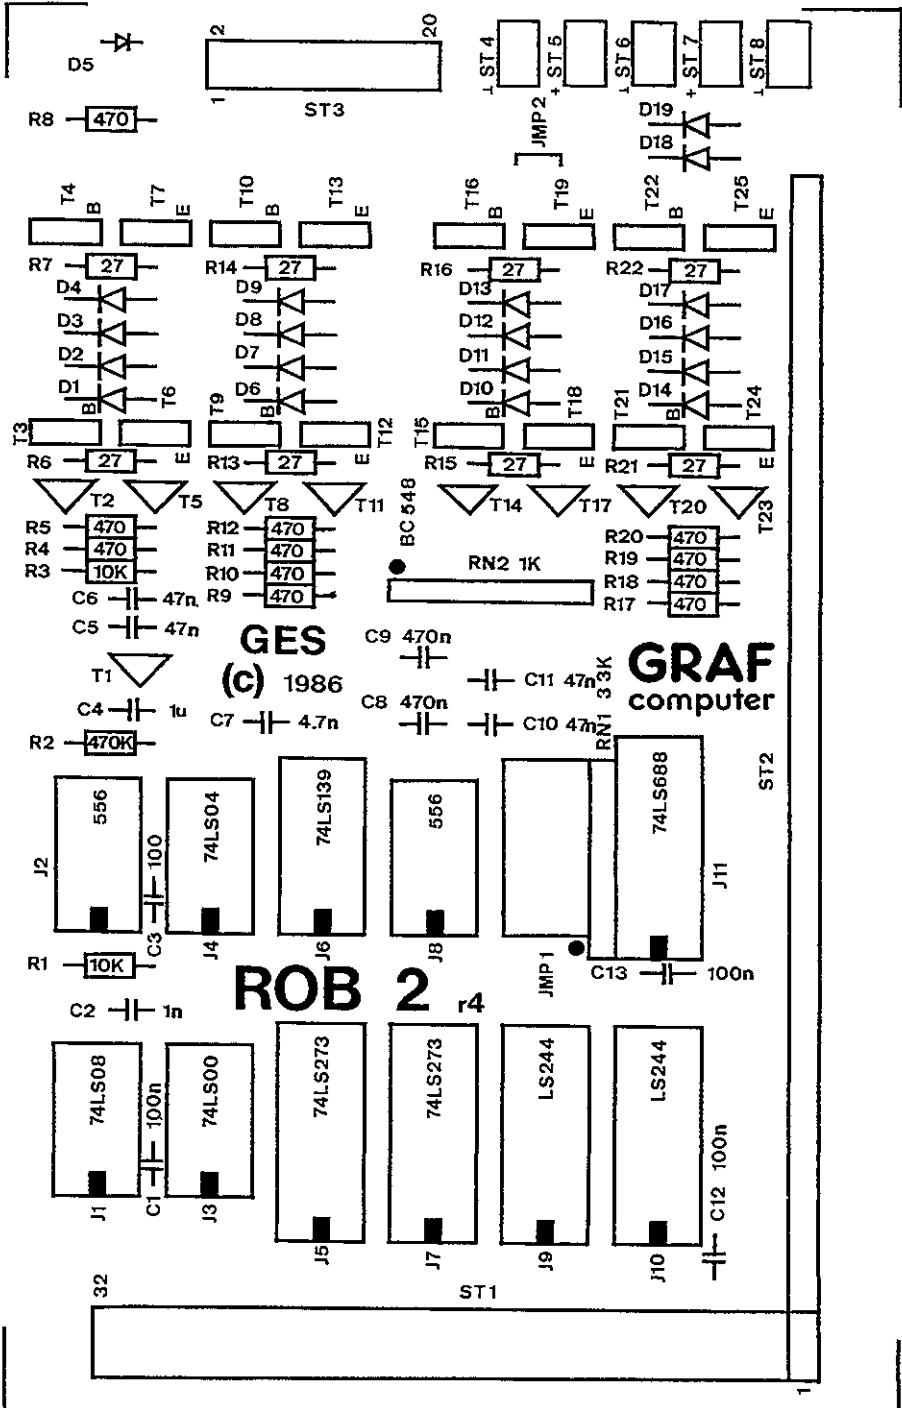 2
20
D5
1
ST3
⊥ ST 4
+ ST 5
⊥ ST 6
+ ST 7
⊥ ST 8
R8 470
JMP2
D19
D18
T4
B
T7
E
T10
B
T13
E
T16
B
T19
E
T22
B
T25
E
R7 27
R14 27
R16 27
R22 27
D4
D9
D13
D17
D3
D8
D12
D16
D2
D7
D11
D15
D1
D6
D10
D14
T3
B
T6
E
T9
B
T12
E
T15
B
T18
E
T21
B
T24
E
R6 27
R13 27
R15 27
R21 27
T2
T5
T8
T11
T14
T17
T20
T23
BC 548
R5 470
R12 470
R20 470
R4 470
R11 470
R19 470
R3 10K
R10 470
R18 470
R9 470
R17 470
RN2 1K
C6 47n
C5 47n
GES
(c) 1986
C9 470n
C11 47n
GRAF
computer
T1
C4 1u
C7 4.7n
C8 470n
C10 47n
RN1 3 3K
R2 470K
ST2
J2
556
C3 100
74LS04
J4
74LS139
J6
556
J8
JMP1
74LS688
J11
R1 10K
C13 100n
C2 1n
ROB 2 r4
74LS08
J1
C1 100n
74LS00
J3
74LS273
J5
74LS273
J7
LS244
J9
LS244
J10
C12 100n
32
ST1
1